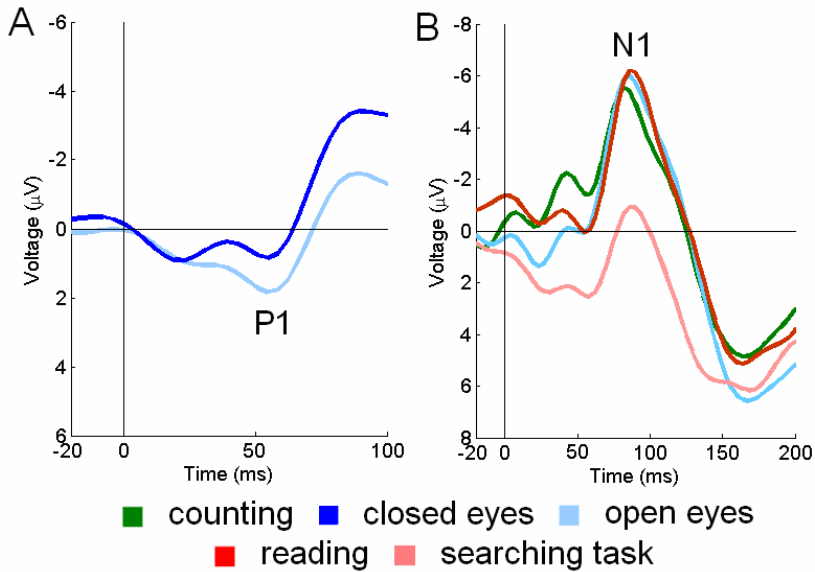 A
-6
-4
-2
0
2
4
6
Voltage (µV)
P1
-20 0 50 100
Time (ms)
B
-8
-6
-4
-2
0
2
4
6
8
Voltage (µV)
N1
-20 0 50 100 150 200
Time (ms)
counting closed eyes open eyes
reading searching task